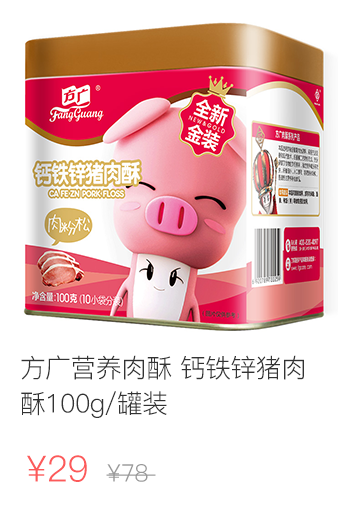 方广®
FangGuang
全新
NEW&GOLD
金装
钙铁锌猪肉酥
CA FE ZN PORK FLOSS
肉粉松
净含量:100克(10小袋分装)
方广营养肉酥 钙铁锌猪肉
酥100g/罐装
¥29 ¥78